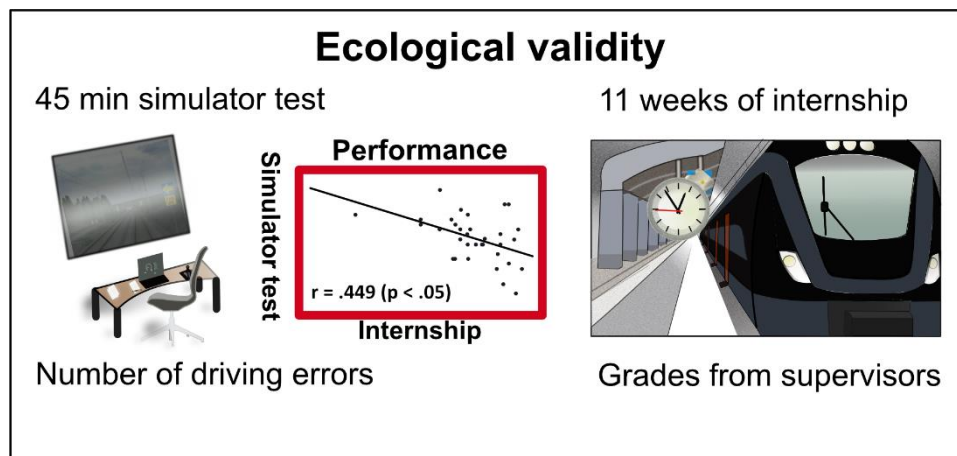 Ecological validity
45 min simulator test
11 weeks of internship
Performance
Simulator test
r = .449 (p < .05)
Internship
Number of driving errors
Grades from supervisors